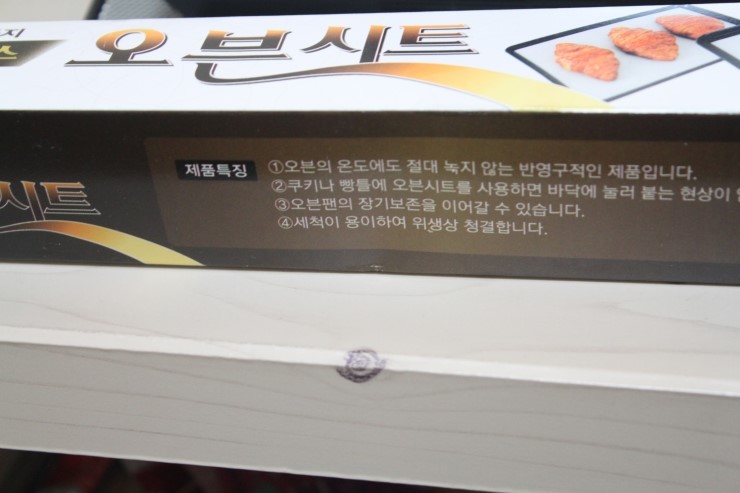 지
스 오븐시트
시트
제품특징 ①오븐의 온도에도 절대 녹지 않는 반영구적인 제품입니다.
②쿠키나 빵틀에 오븐시트를 사용하면 바닥에 눌러 붙는 현상이
③오븐팬의 장기보존을 이어갈 수 있습니다.
④세척이 용이하여 위생상 청결합니다.